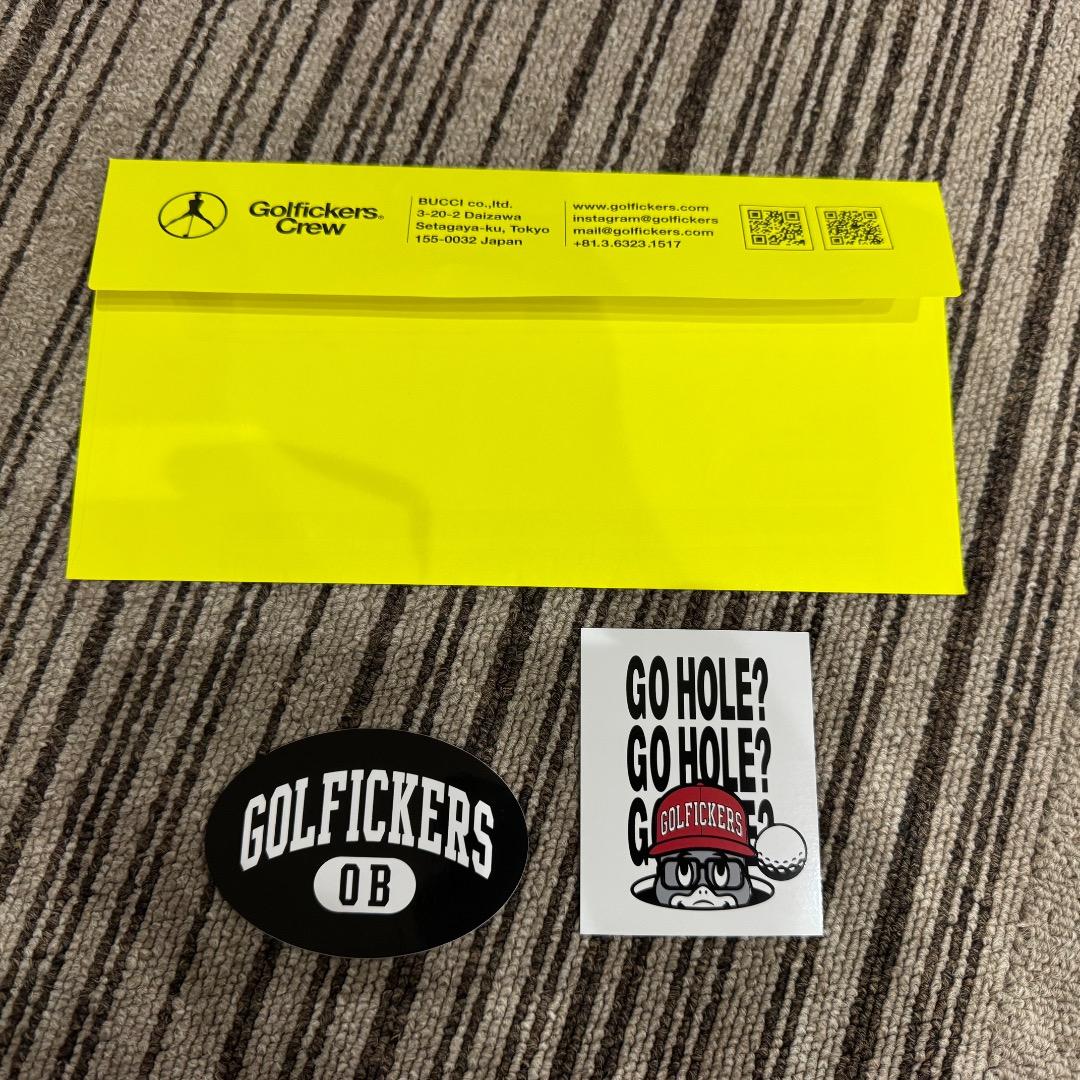 Golfickers®
Crew
BUCCI co.,ltd.
3-20-2 Daizawa
Setagaya-ku, Tokyo
155-0032 Japan
www.golfickers.com
instagram@golfickers
mail@golfickers.com
+81.3.6323.1517
GOLFICKERS
OB
GO HOLE?
GO HOLE?
G E?
GOLFICKERS